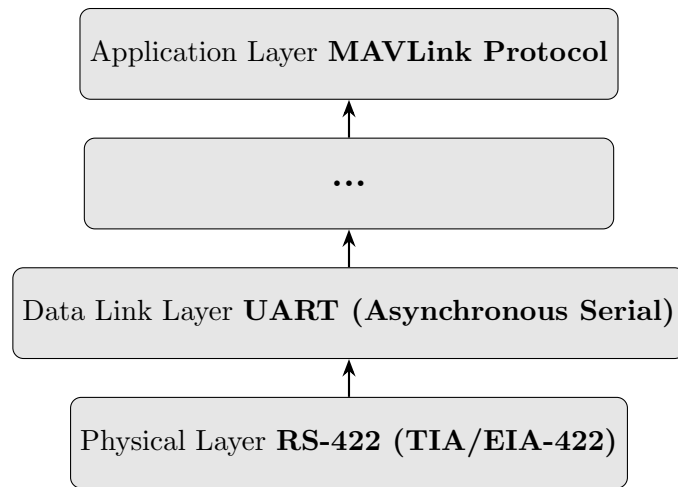 Application Layer MAVLink Protocol
...
Data Link Layer UART (Asynchronous Serial)
Physical Layer RS-422 (TIA/EIA-422)